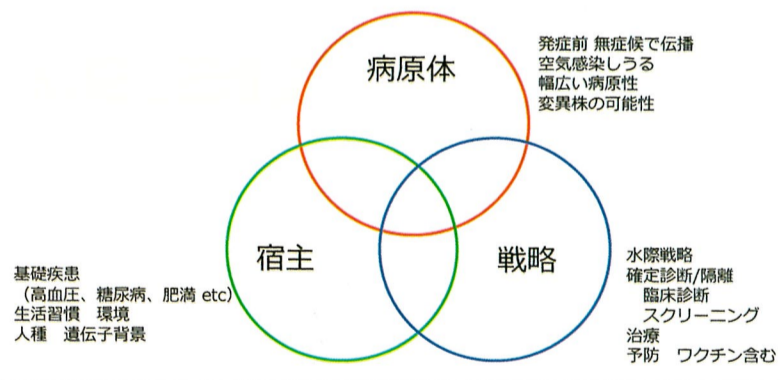 病原体
発症前 無症候で伝播
空気感染しうる
幅広い病原性
変異株の可能性
宿主
基礎疾患
（高血圧、糖尿病、肥満 etc）
生活習慣　環境
人種　遺伝子背景
戦略
水際戦略
確定診断/隔離
臨床診断
スクリーニング
治療
予防　ワクチン含む